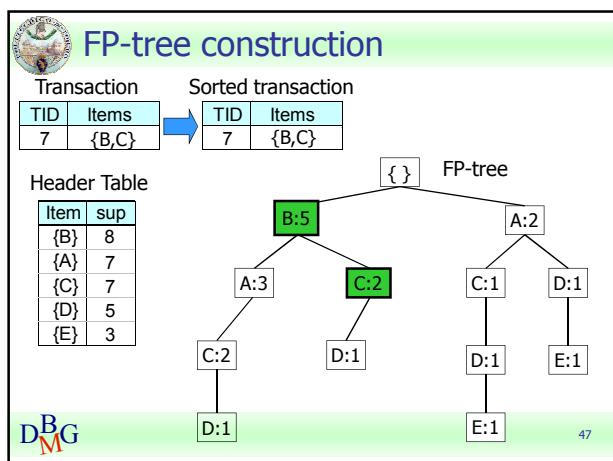 FP-tree construction
Transaction
Sorted transaction
TID Items
7 {B,C}
TID Items
7 {B,C}
Header Table
Item sup
{B} 8
{A} 7
{C} 7
{D} 5
{E} 3
FP-tree
{ }
B:5 A:2
A:3 C:2 C:1 D:1
C:2 D:1 D:1 E:1
D:1 E:1
DBMG
47